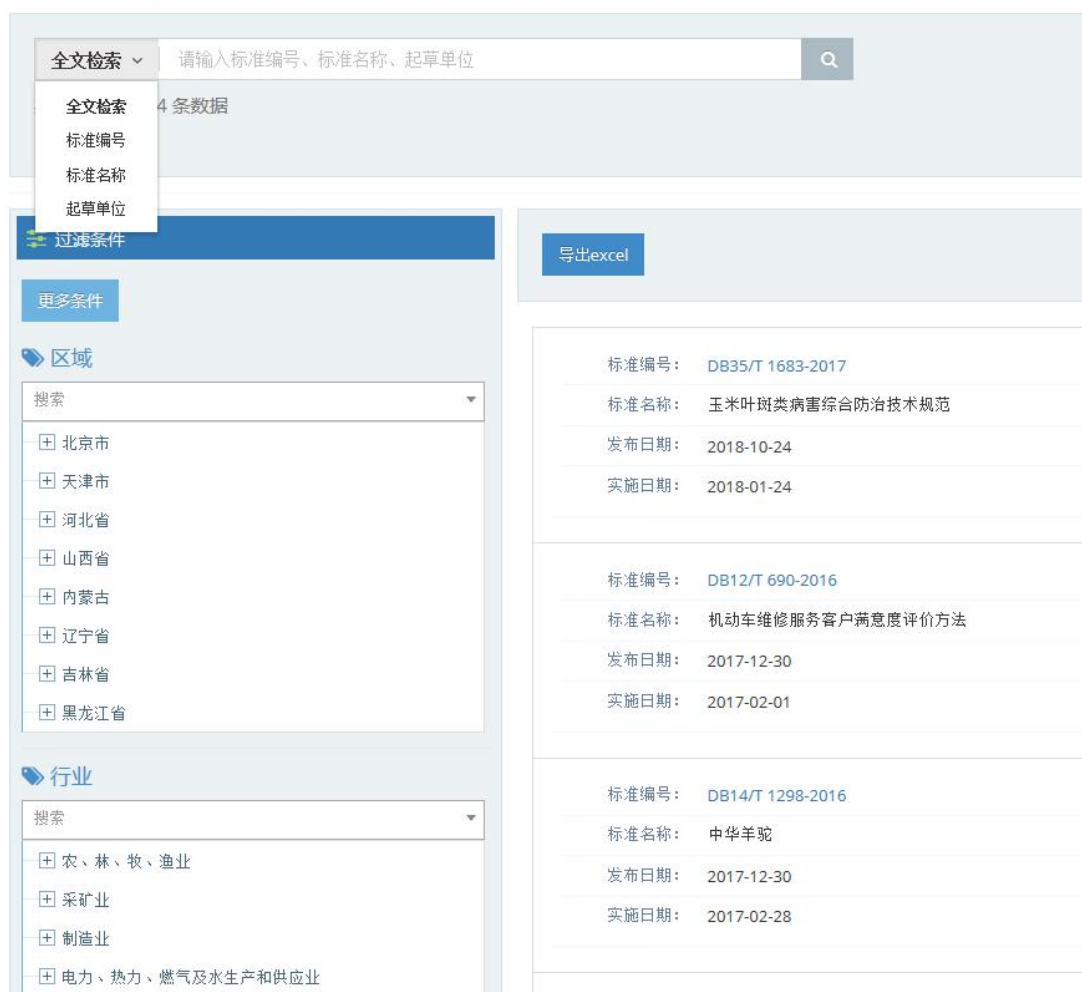 全文检索
请输入标准编号、标准名称、起草单位
全文检索
标准编号
标准名称
起草单位
4 条数据
过滤条件
更多条件
区域
搜索
北京市
天津市
河北省
山西省
内蒙古
辽宁省
吉林省
黑龙江省
行业
搜索
农、林、牧、渔业
采矿业
制造业
电力、热力、燃气及水生产和供应业
导出excel
标准编号： DB35/T 1683-2017
标准名称： 玉米叶斑类病害综合防治技术规范
发布日期： 2018-10-24
实施日期： 2018-01-24
标准编号： DB12/T 690-2016
标准名称： 机动车维修服务客户满意度评价方法
发布日期： 2017-12-30
实施日期： 2017-02-01
标准编号： DB14/T 1298-2016
标准名称： 中华羊驼
发布日期： 2017-12-30
实施日期： 2017-02-28